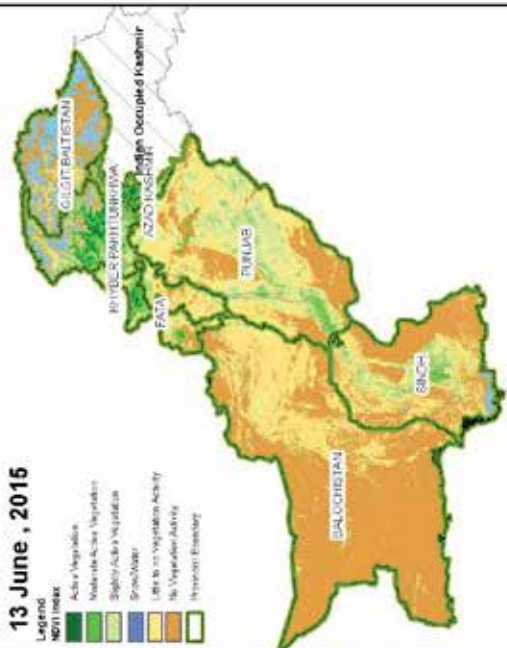 13 June , 2015
Legend
NDVI Index
Active Vegetation
Moderate Active Vegetation
Slightly Active Vegetation
Snow/Water
Little to no Vegetation Activity
No Vegetation Activity
Provincial Boundary
GILGIT BALTISTAN
KHYBER PAKHTUNKHWA
Indian Occupied Kashmir
AZAD KASHMIR
FATA
PUNJAB
BALOCHISTAN
SINDH